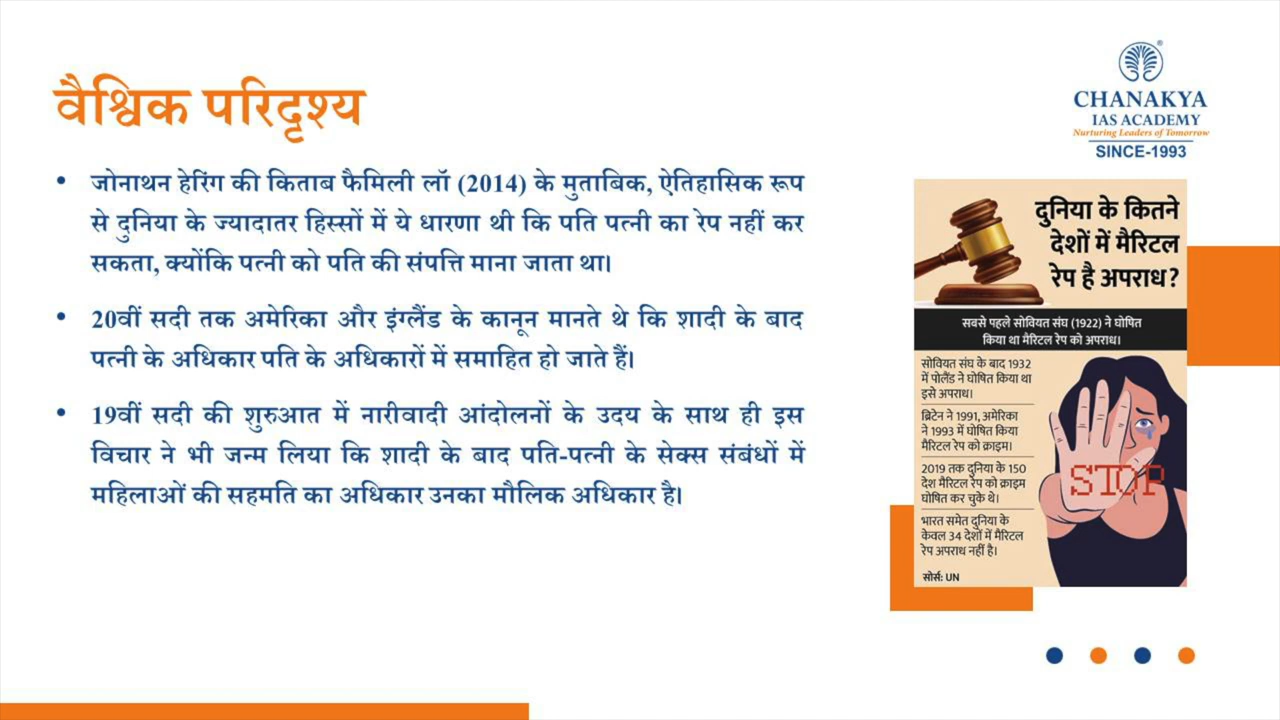 वैश्विक परिदृश्य
• जोनाथन हेरिंग की किताब फैमिली लॉ (2014) के मुताबिक, ऐतिहासिक रूप
से दुनिया के ज्यादातर हिस्सों में ये धारणा थी कि पति पत्नी का रेप नहीं कर
सकता, क्योंकि पत्नी को पति की संपत्ति माना जाता था।
• 20वीं सदी तक अमेरिका और इंग्लैंड के कानून मानते थे कि शादी के बाद
पत्नी के अधिकार पति के अधिकारों में समाहित हो जाते हैं।
• 19वीं सदी की शुरुआत में नारीवादी आंदोलनों के उदय के साथ ही इस
विचार ने भी जन्म लिया कि शादी के बाद पति-पत्नी के सेक्स संबंधों में
महिलाओं की सहमति का अधिकार उनका मौलिक अधिकार है।
CHANAKYA
IAS ACADEMY
Nurturing Leaders of Tomorrow
SINCE-1993
दुनिया के कितने
देशों में मैरिटल
रेप है अपराध?
सबसे पहले सोवियत संघ (1922) ने घोषित
किया था मैरिटल रेप को अपराध।
सोवियत संघ के बाद 1932
में पोलैंड ने घोषित किया था
इसे अपराध।
ब्रिटेन ने 1991, अमेरिका
ने 1993 में घोषित किया
मैरिटल रेप को क्राइम।
2019 तक दुनिया के 150
देश मैरिटल रेप को क्राइम
घोषित कर चुके थे।
भारत समेत दुनिया के
केवल 34 देशों में मैरिटल
रेप अपराध नहीं है।
सोर्स: UN
STOP